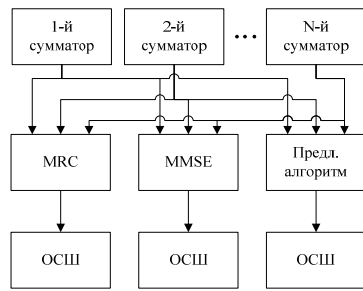 1-й
сумматор
2-й
сумматор
...
N-й
сумматор
MRC
MMSE
Предл.
алгоритм
ОСШ
ОСШ
ОСШ